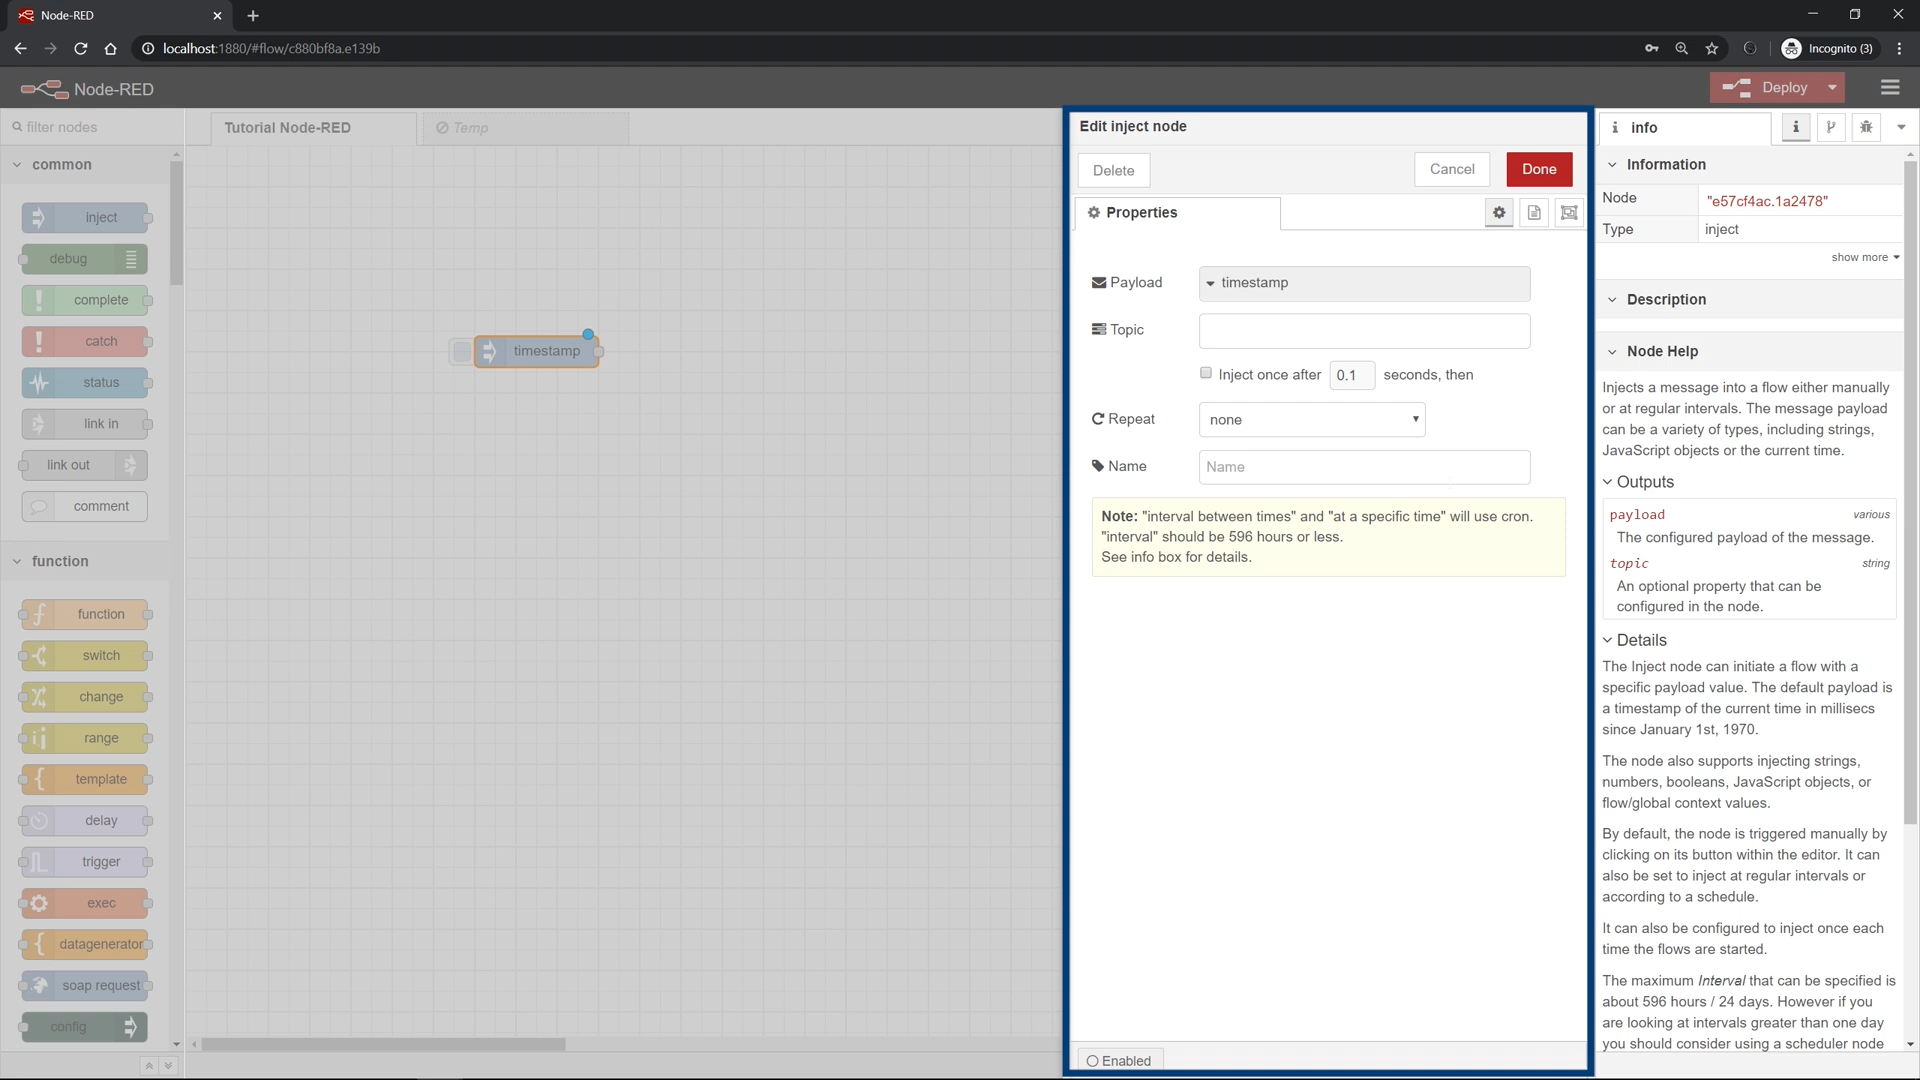 Node-RED
localhost:1880/#flow/c880bf8a.e139b
Incognito (3)
Node-RED
Deploy
filter nodes
common
inject
debug
complete
catch
status
link in
link out
comment
function
function
switch
change
range
template
delay
trigger
exec
datagenerator
soap request
config
Tutorial Node-RED
Temp
timestamp
Edit inject node
Delete
Cancel
Done
Properties
Payload
timestamp
Topic
Inject once after 0.1 seconds, then
Repeat
none
Name
Name
Note: "interval between times" and "at a specific time" will use cron.
"interval" should be 596 hours or less.
See info box for details.
Enabled
info
Information
Node "e57cf4ac.1a2478"
Type inject
show more
Description
Node Help
Injects a message into a flow either manually
or at regular intervals. The message payload
can be a variety of types, including strings,
JavaScript objects or the current time.
Outputs
payload various
The configured payload of the message.
topic string
An optional property that can be
configured in the node.
Details
The Inject node can initiate a flow with a
specific payload value. The default payload is
a timestamp of the current time in millisecs
since January 1st, 1970.
The node also supports injecting strings,
numbers, booleans, JavaScript objects, or
flow/global context values.
By default, the node is triggered manually by
clicking on its button within the editor. It can
also be set to inject at regular intervals or
according to a schedule.
It can also be configured to inject once each
time the flows are started.
The maximum Interval that can be specified is
about 596 hours / 24 days. However if you
are looking at intervals greater than one day
you should consider using a scheduler node